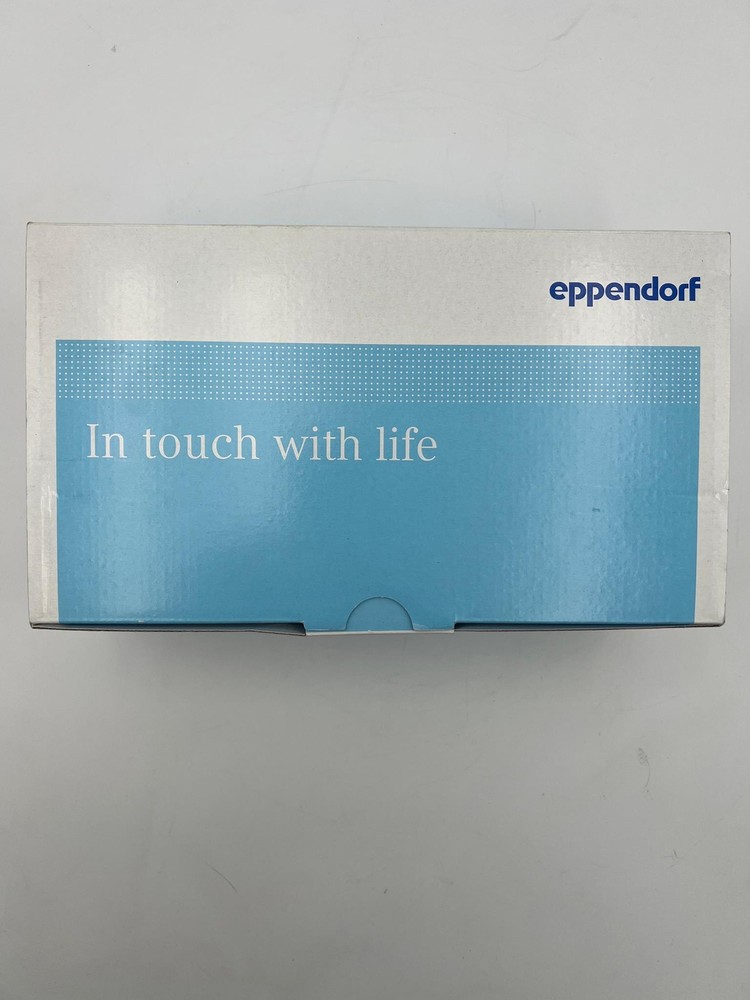 eppendorf
In touch with life